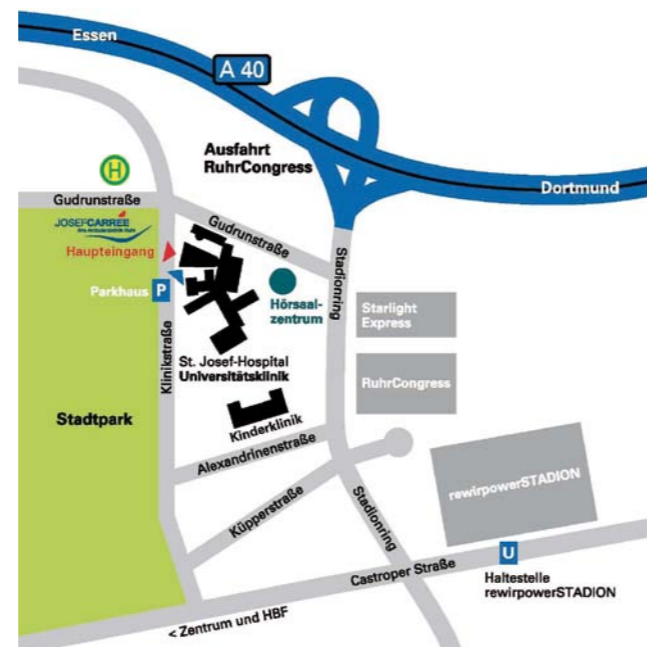 Essen
A 40
Ausfahrt
RuhrCongress
Dortmund
H
Gudrunstraße
JOSEFCARRÉE
Haupteingang
Gudrunstraße
Stadionring
Parkhaus P
Hörsaal-
zentrum
Starlight
Express
Klinikstraße
St. Josef-Hospital
Universitätsklinik
RuhrCongress
Stadtpark
Kinderklinik
Alexandrinenstraße
rewirpowerSTADION
Küpperstraße
Stadionring
U
Castroper Straße
Haltestelle
rewirpowerSTADION
< Zentrum und HBF